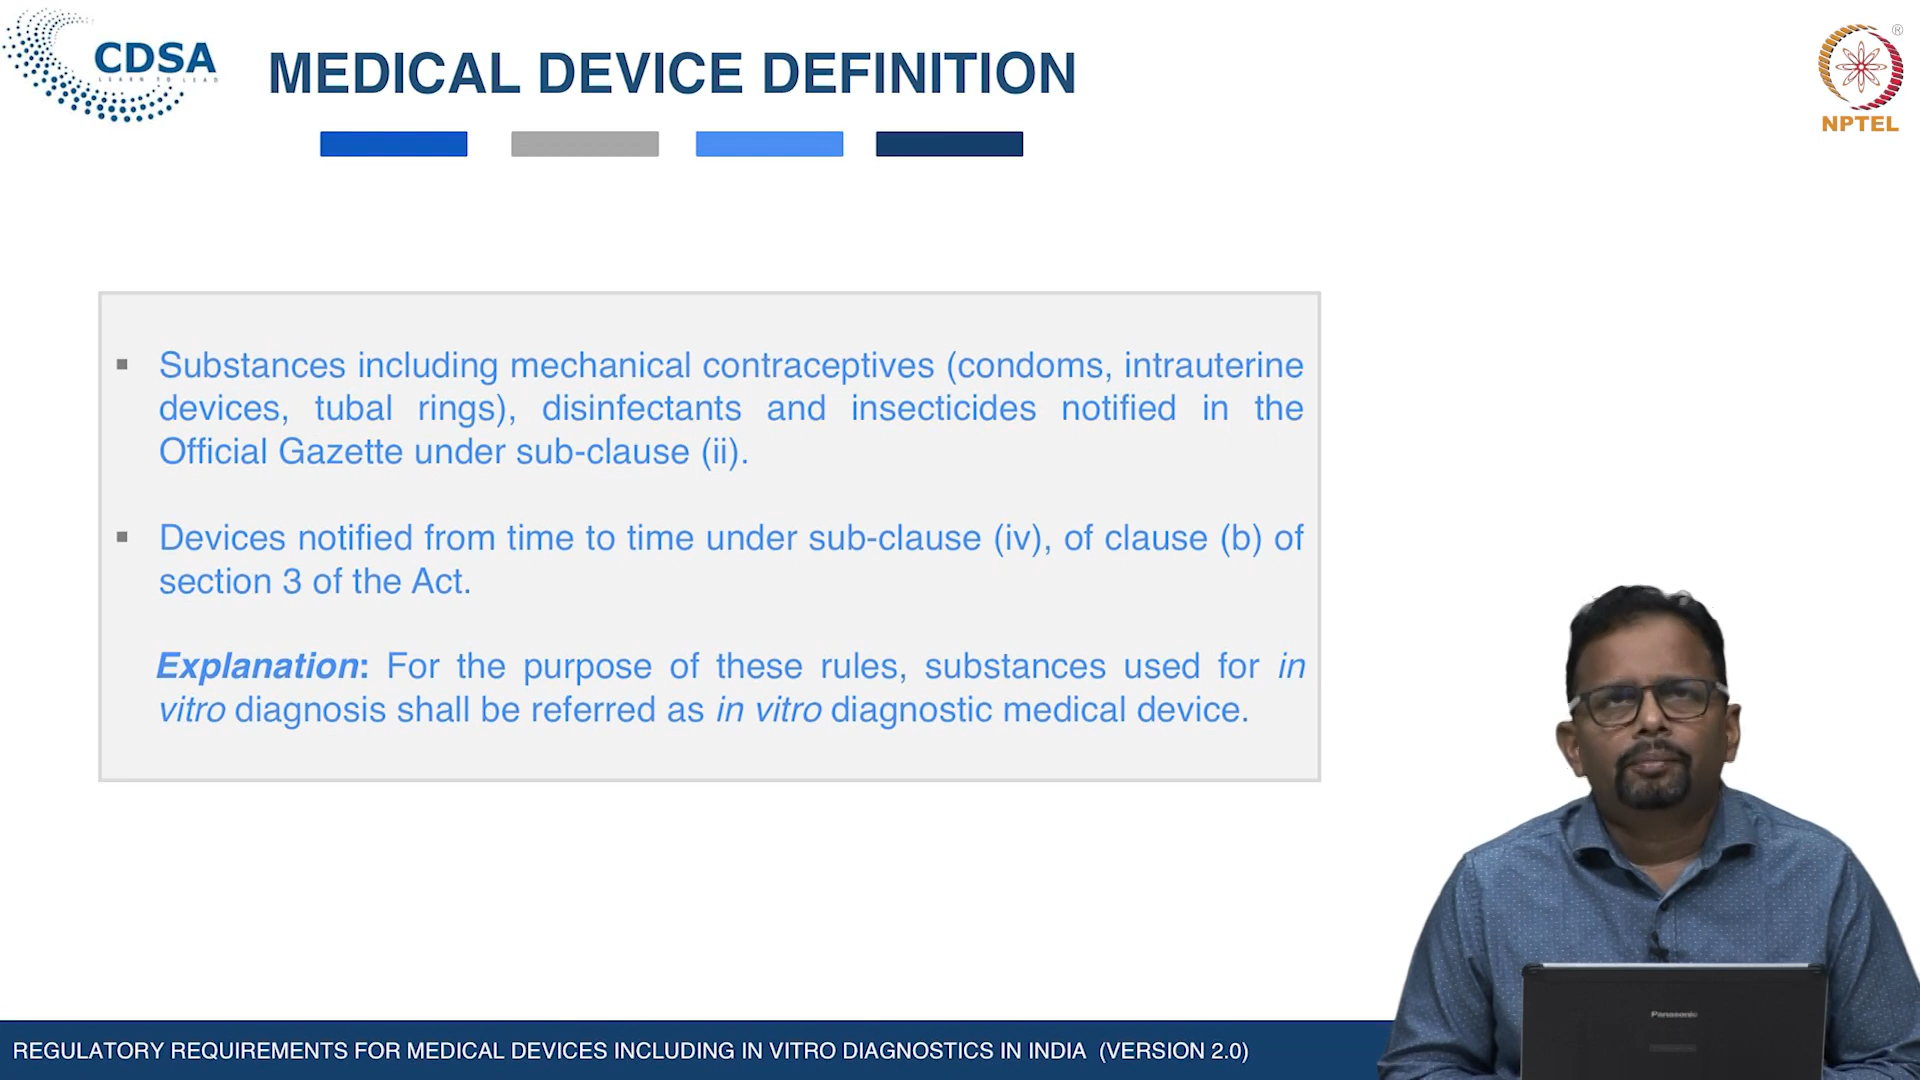 CDSA
LEARN TO LEAD
MEDICAL DEVICE DEFINITION
®
NPTEL
▪ Substances including mechanical contraceptives (condoms, intrauterine
devices, tubal rings), disinfectants and insecticides notified in the
Official Gazette under sub-clause (ii).
▪ Devices notified from time to time under sub-clause (iv), of clause (b) of
section 3 of the Act.
Explanation: For the purpose of these rules, substances used for in
vitro diagnosis shall be referred as in vitro diagnostic medical device.
Panasonic
REGULATORY REQUIREMENTS FOR MEDICAL DEVICES INCLUDING IN VITRO DIAGNOSTICS IN INDIA (VERSION 2.0)